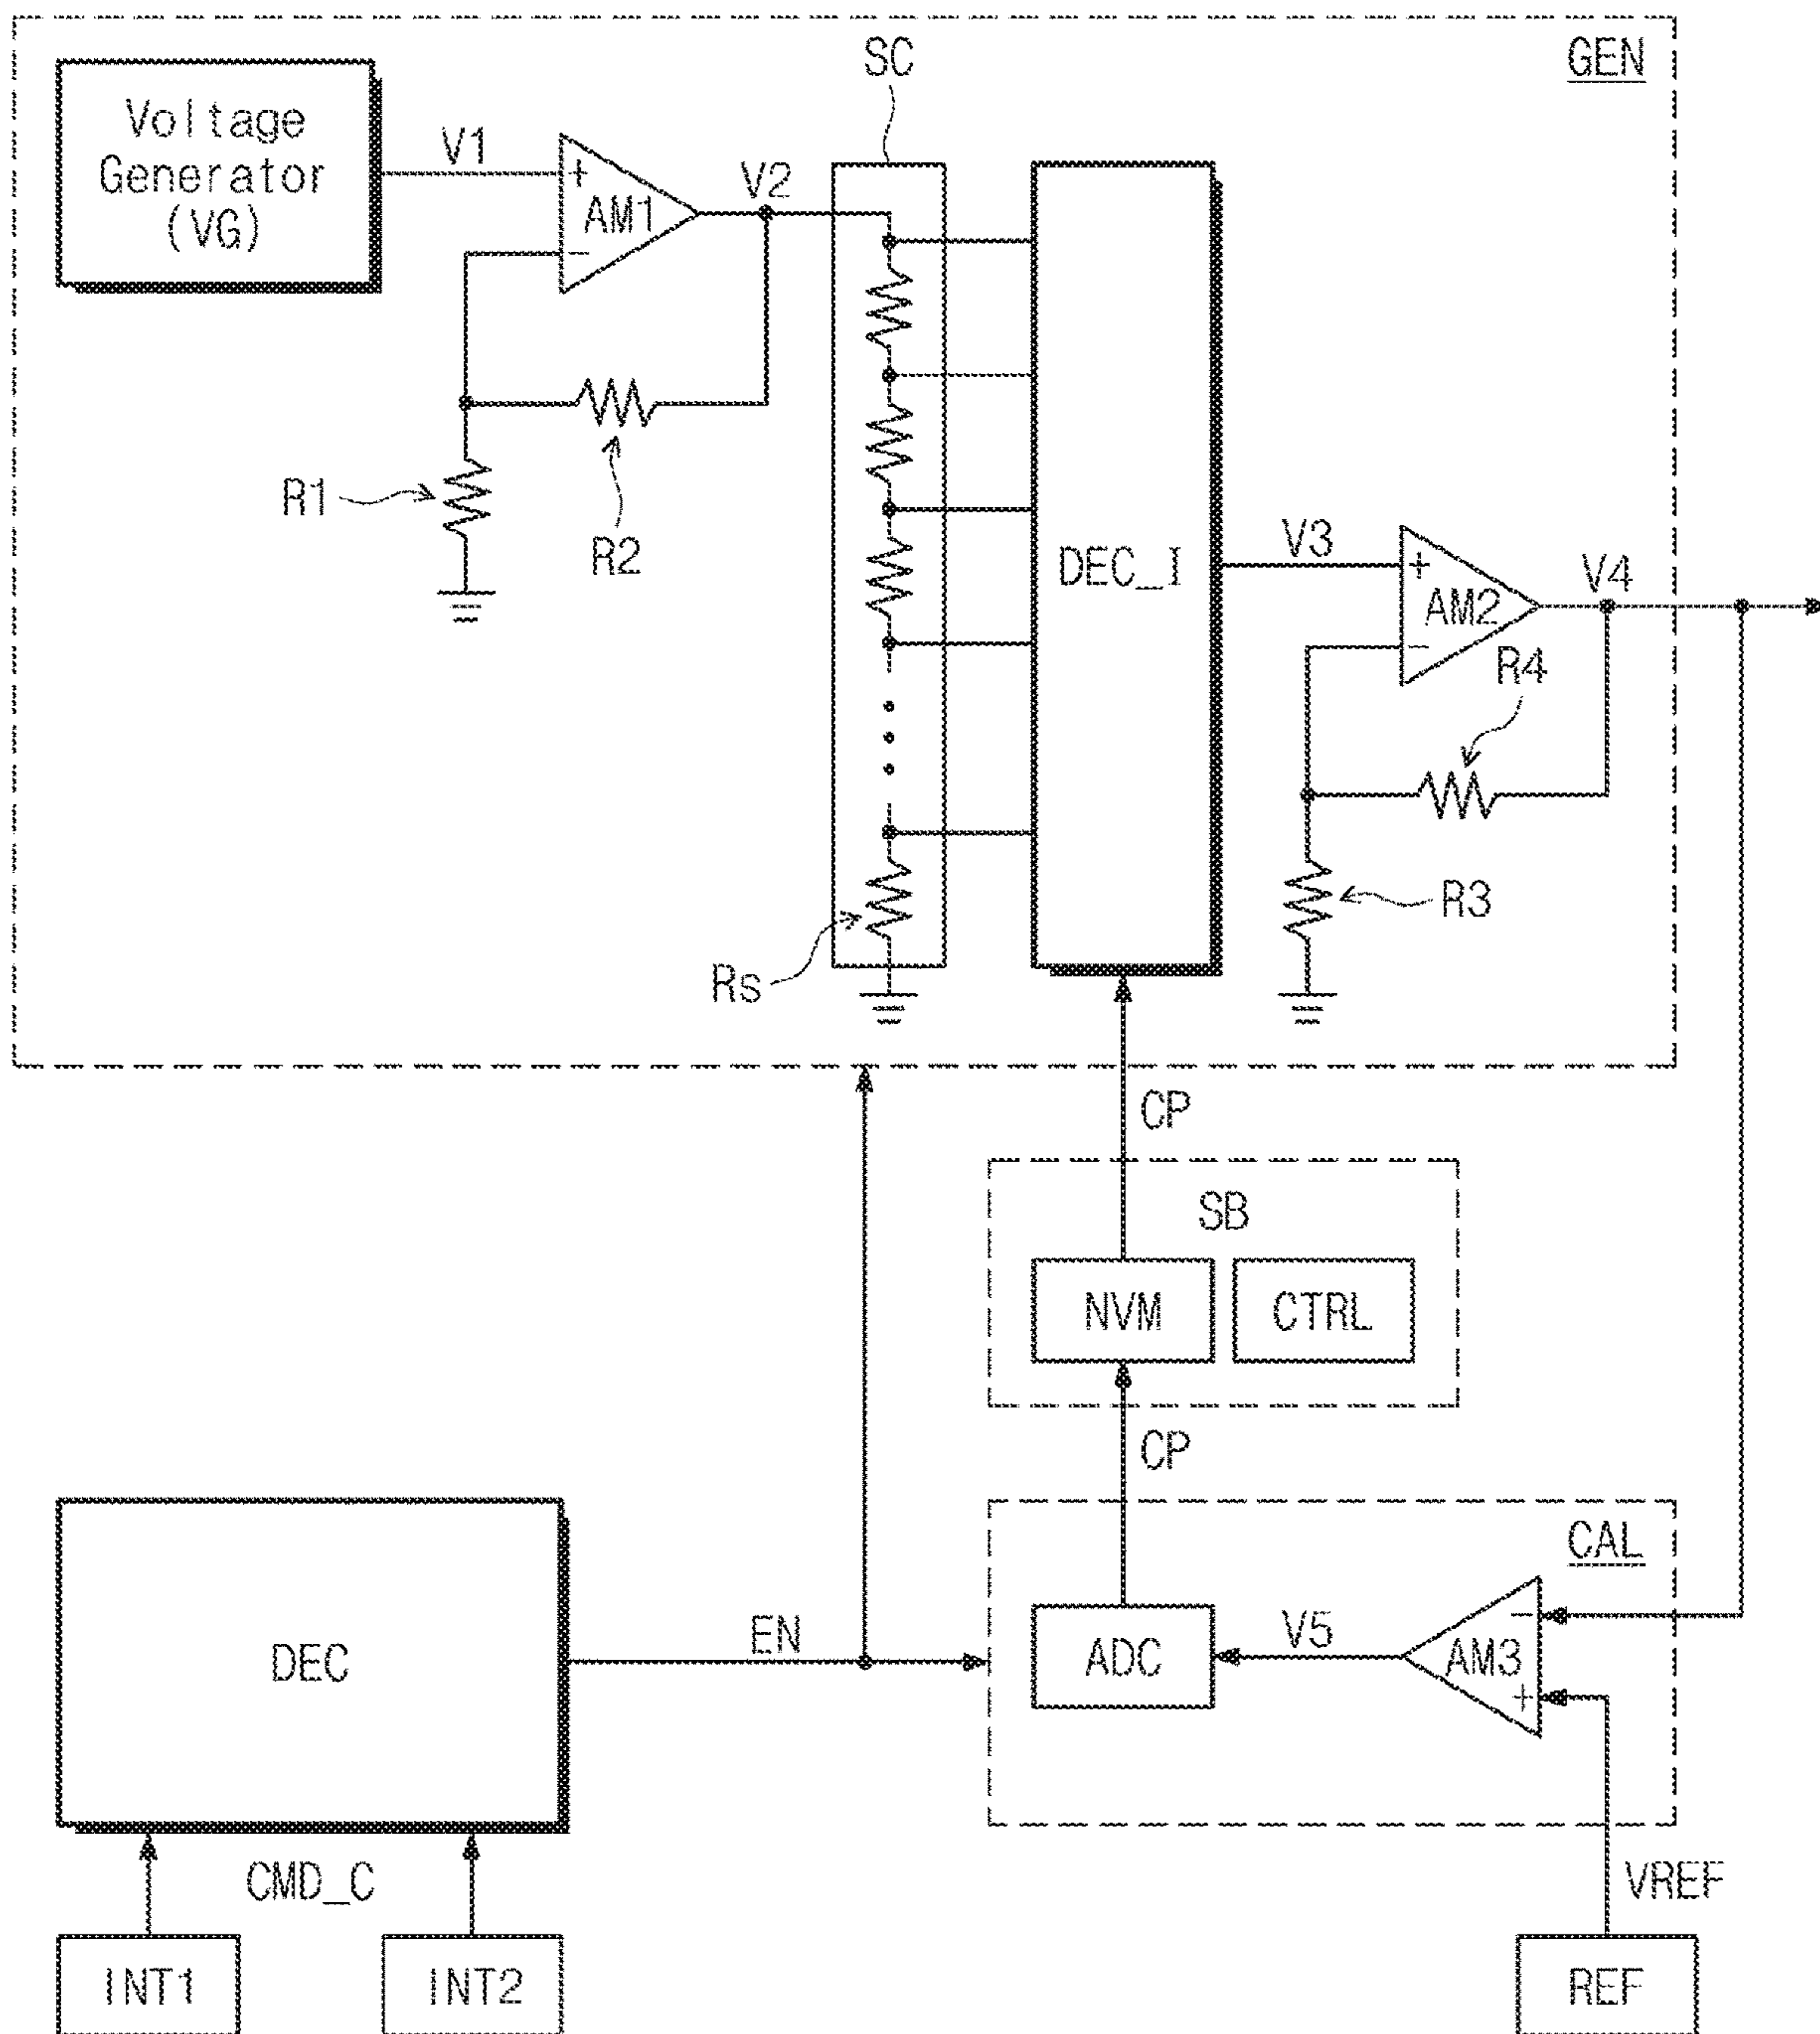 SC
GEN
Voltage
Generator
(VG)
V1
+
AM1
−
V2
R1
R2
DEC_I
V3
+
AM2
−
V4
R4
R3
Rs
CP
SB
NVM
CTRL
CP
CAL
DEC
EN
ADC
V5
−
AM3
+
CMD_C
VREF
INT1
INT2
REF